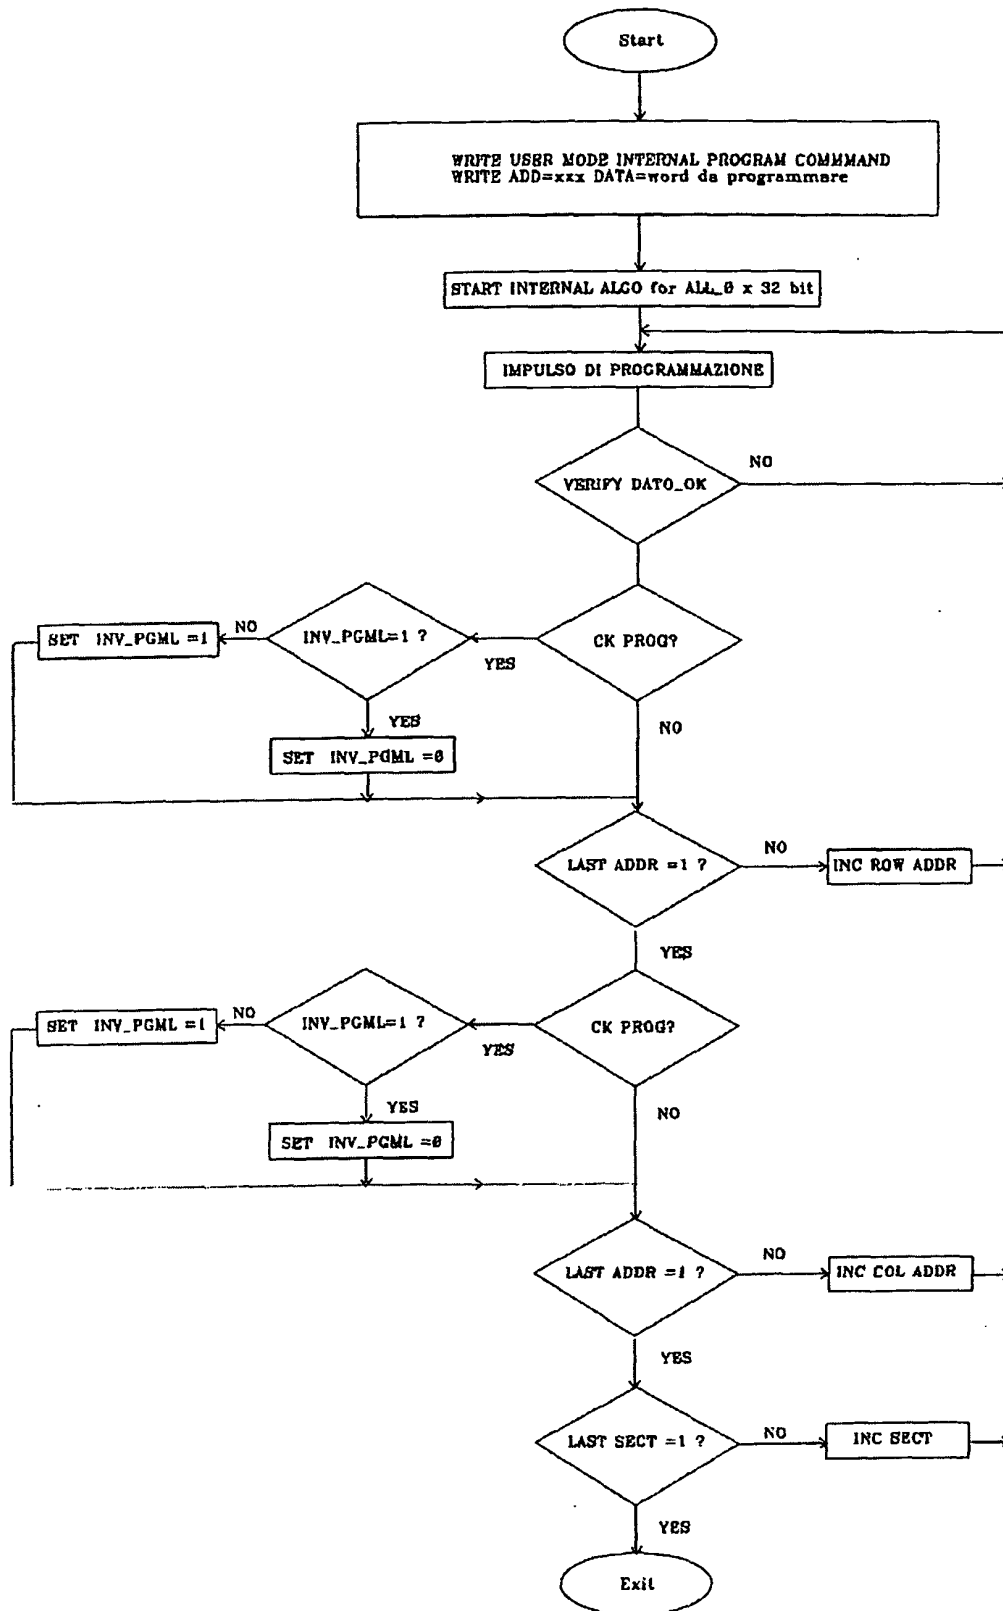 Start
WRITE USER MODE INTERNAL PROGRAM COMMMAND
WRITE ADD=xxx DATA=word da programmare
START INTERNAL ALGO for ALL_0 x 32 bit
IMPULSO DI PROGRAMMAZIONE
NO
VERIFY DATO_OK
SET INV_PGML =1
NO
INV_PGML=1 ?
YES
CK PROG?
YES
NO
SET INV_PGML =0
LAST ADDR =1 ?
NO
INC ROW ADDR
YES
SET INV_PGML =1
NO
INV_PGML=1 ?
YES
CK PROG?
YES
NO
SET INV_PGML =0
LAST ADDR =1 ?
NO
INC COL ADDR
YES
LAST SECT =1 ?
NO
INC SECT
YES
Exit